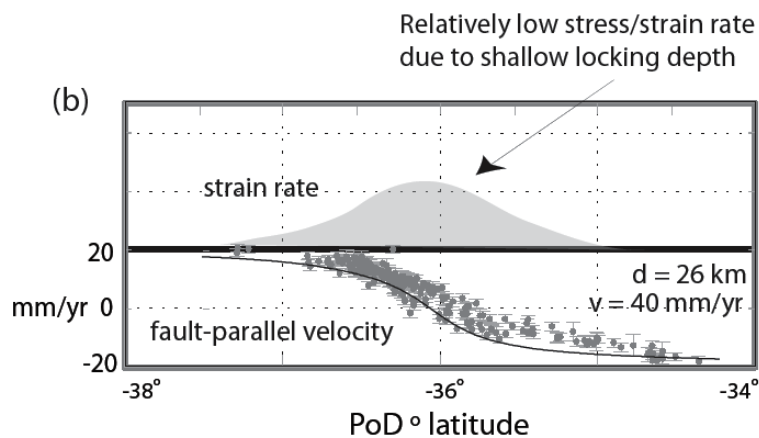 Relatively low stress/strain rate
due to shallow locking depth
(b)
strain rate
20
d = 26 km
mm/yr 0
v = 40 mm/yr
fault-parallel velocity
-20
-38° -36° -34°
PoD ° latitude